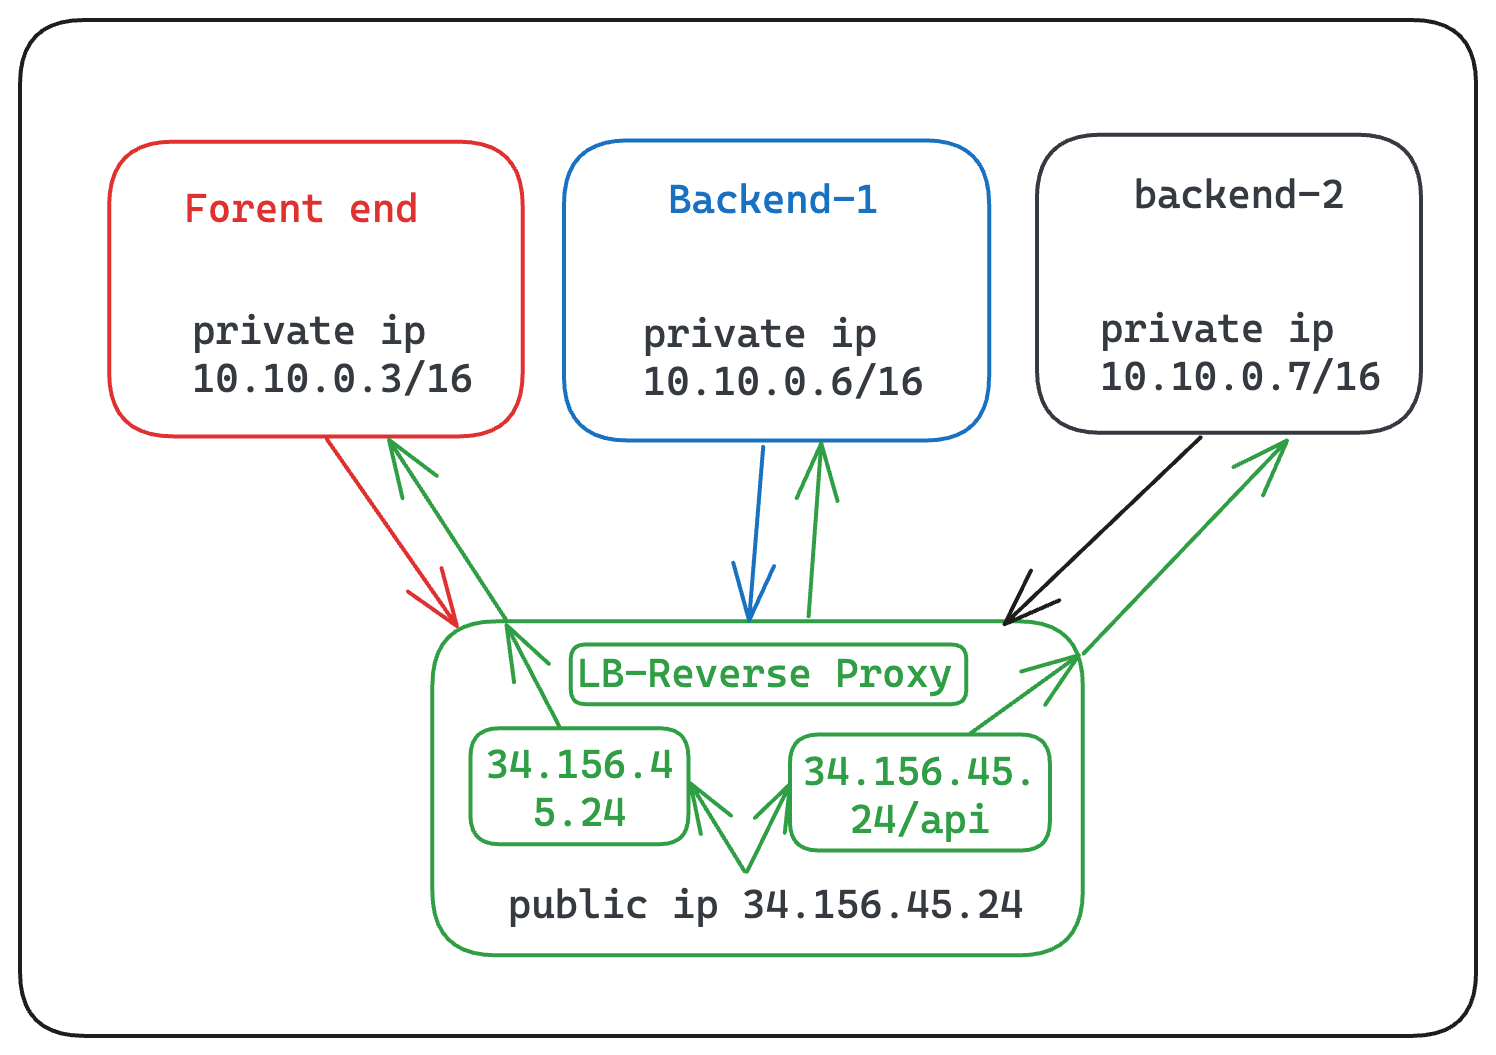 Forent end
private ip
10.10.0.3/16
Backend-1
private ip
10.10.0.6/16
backend-2
private ip
10.10.0.7/16
LB-Reverse Proxy
34.156.4
5.24
34.156.45.
24/api
public ip 34.156.45.24